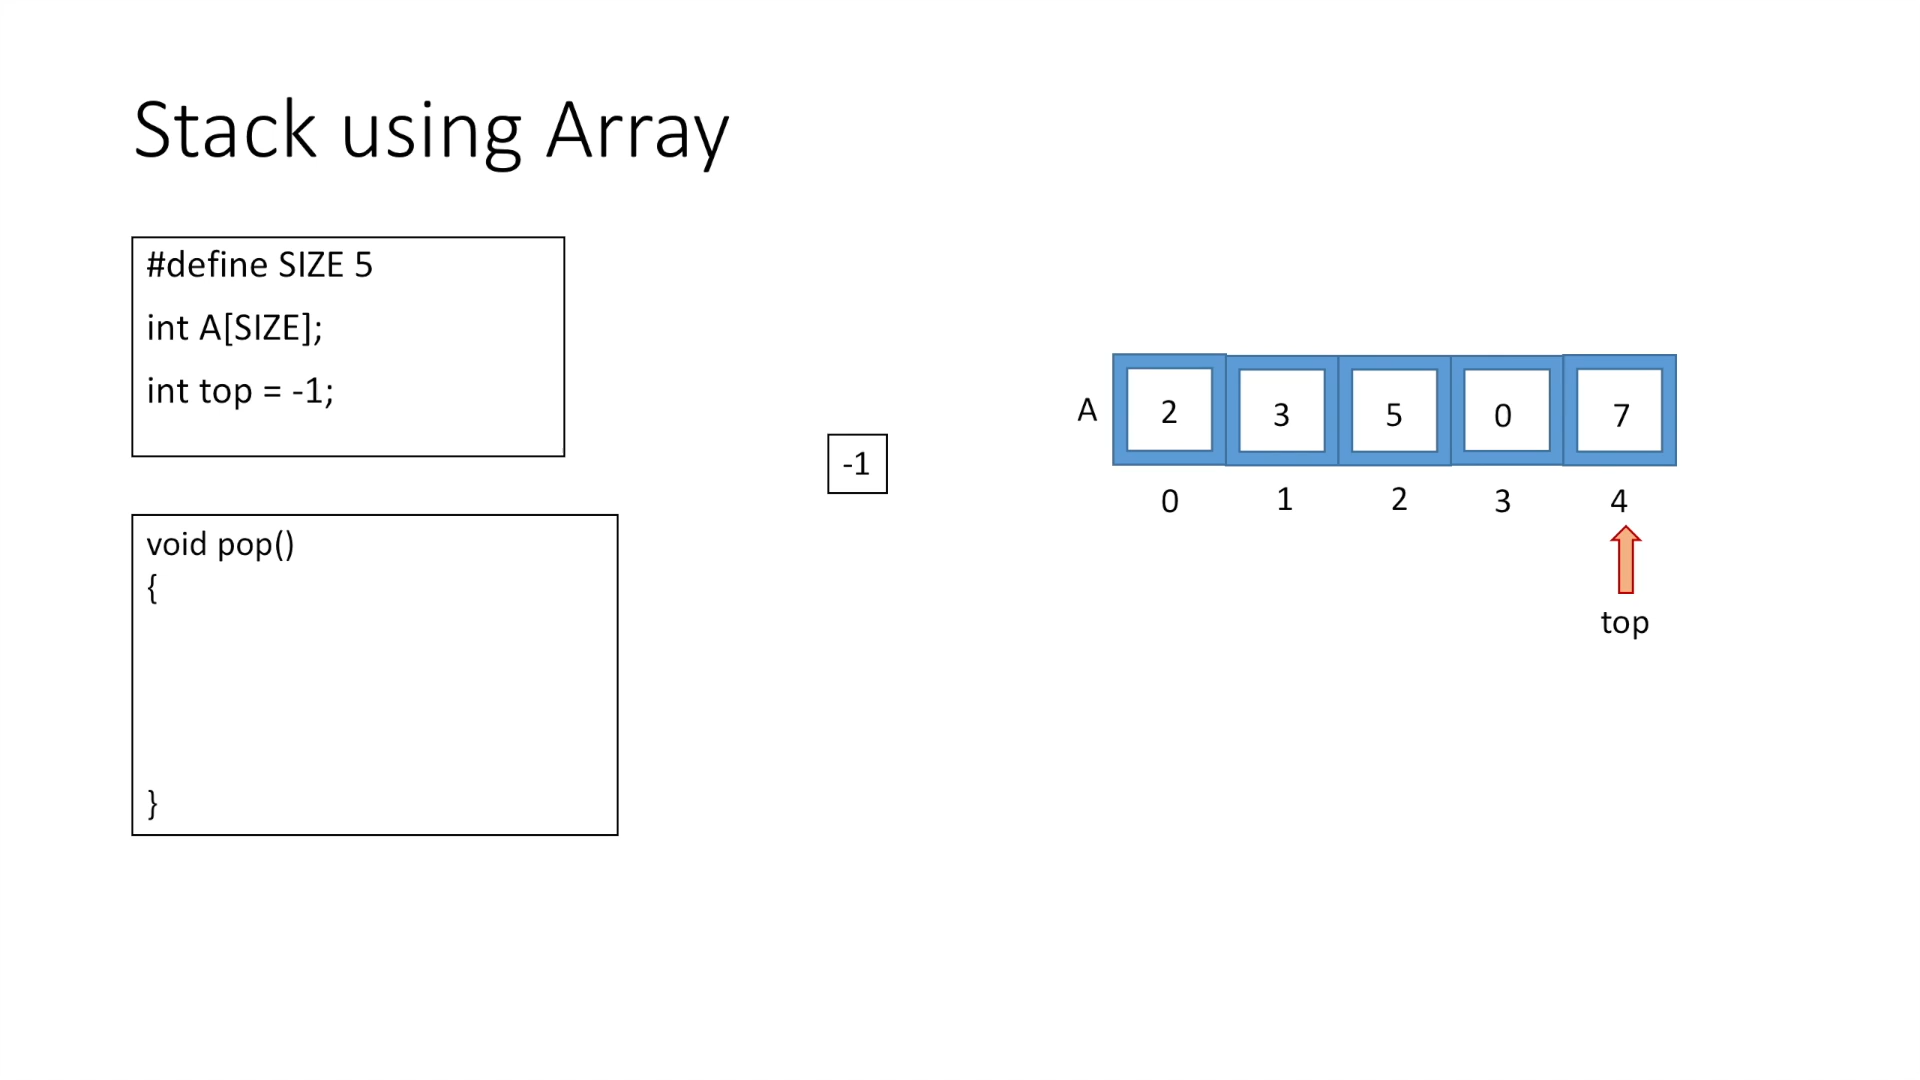 Stack using Array
#define SIZE 5
int A[SIZE];
int top = -1;
void pop()
{
}
-1
A 2 3 5 0 7
0 1 2 3 4
top